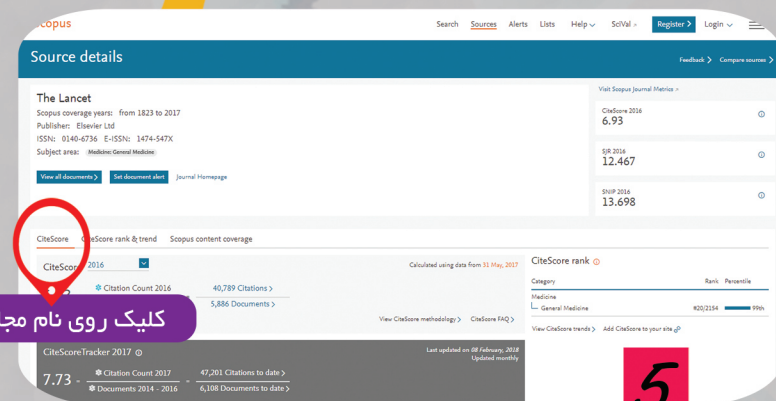 copus
Search Sources Alerts Lists Help SciVal Register > Login
Source details
Feedback > Compare sources >
The Lancet
Scopus coverage years: from 1823 to 2017
Publisher: Elsevier Ltd
ISSN: 0140-6736 E-ISSN: 1474-547X
Subject area: Medicine: General Medicine
View all documents > Set document alert Journal Homepage
Visit Scopus Journal Metrics
CiteScore 2016
6.93
SJR 2016
12.467
SNIP 2016
13.698
CiteScore CiteScore rank & trend Scopus content coverage
CiteScor 2016 Calculated using data from 31 May, 2017
Citation Count 2016 40,789 Citations >
5,886 Documents >
View CiteScore methodology > CiteScore FAQ >
کلیک روی نام مجا
CiteScoreTracker 2017 Last updated on 08 February, 2018
Updated monthly
7.73 = Citation Count 2017 = 47,201 Citations to date >
Documents 2014 - 2016 6,108 Documents to date >
CiteScore rank
Category Rank Percentile
Medicine
General Medicine #20/2154 99th
View CiteScore trends > Add CiteScore to your site
5